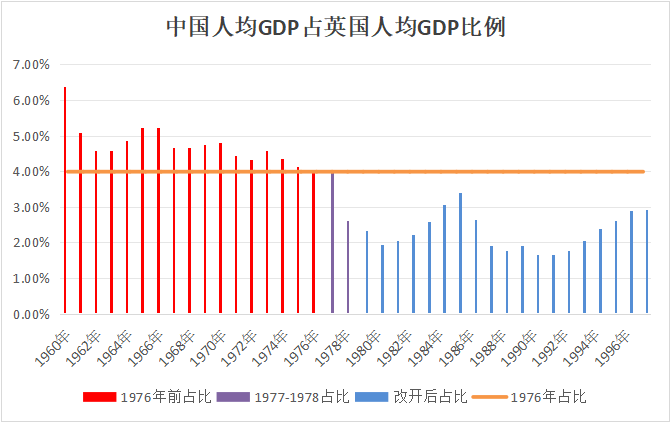 中国人均GDP占英国人均GDP比例
7.00%
6.00%
5.00%
4.00%
3.00%
2.00%
1.00%
0.00%
1960年
1962年
1964年
1966年
1968年
1970年
1972年
1974年
1976年
1978年
1980年
1982年
1984年
1986年
1988年
1990年
1992年
1994年
1996年
1976年前占比 1977-1978占比 改开后占比 1976年占比